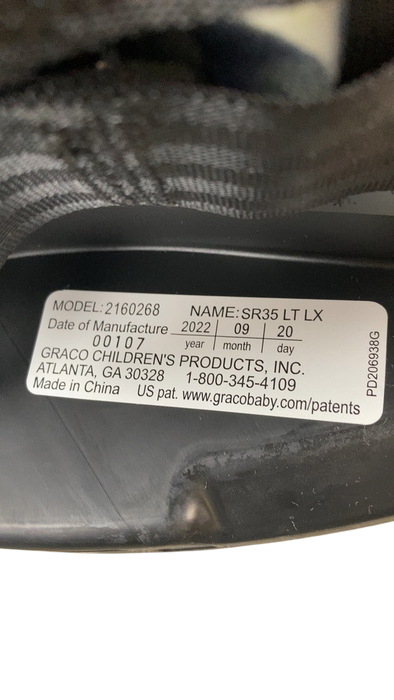 MODEL: 2160268 NAME: SR35 LT LX
Date of Manufacture 2022 | 09 | 20
00107 year month day
GRACO CHILDREN'S PRODUCTS, INC.
ATLANTA, GA 30328 1-800-345-4109
Made in China US pat. www.gracobaby.com/patents
PD206938G